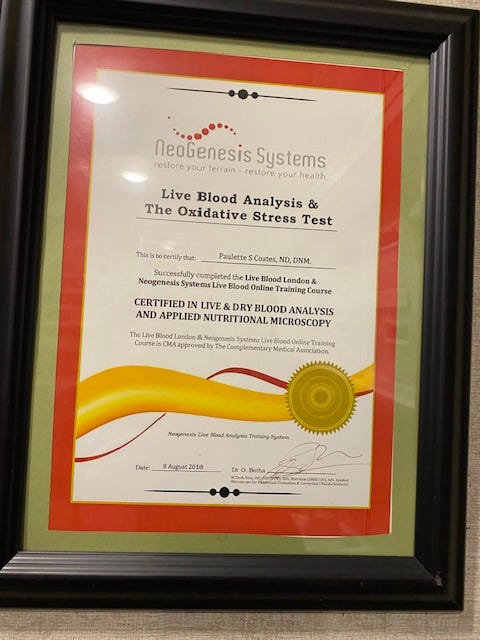 NeoGenesis Systems
restore your terrain - restore your health
Live Blood Analysis &
The Oxidative Stress Test
This is to certify that: Paulette S Coates, ND, DNM.
Successfully completed the Live Blood London &
Neogenesis Systems Live Blood Online Training Course
CERTIFIED IN LIVE & DRY BLOOD ANALYSIS
AND APPLIED NUTRITIONAL MICROSCOPY
The Live Blood London & Neogenesis Systems Live Blood Online Training
Course is CMA approved by The Complementary Medical Association.
Neogenesis Live Blood Analysis Training System.
Date: 8 August 2018 Dr O. Botha